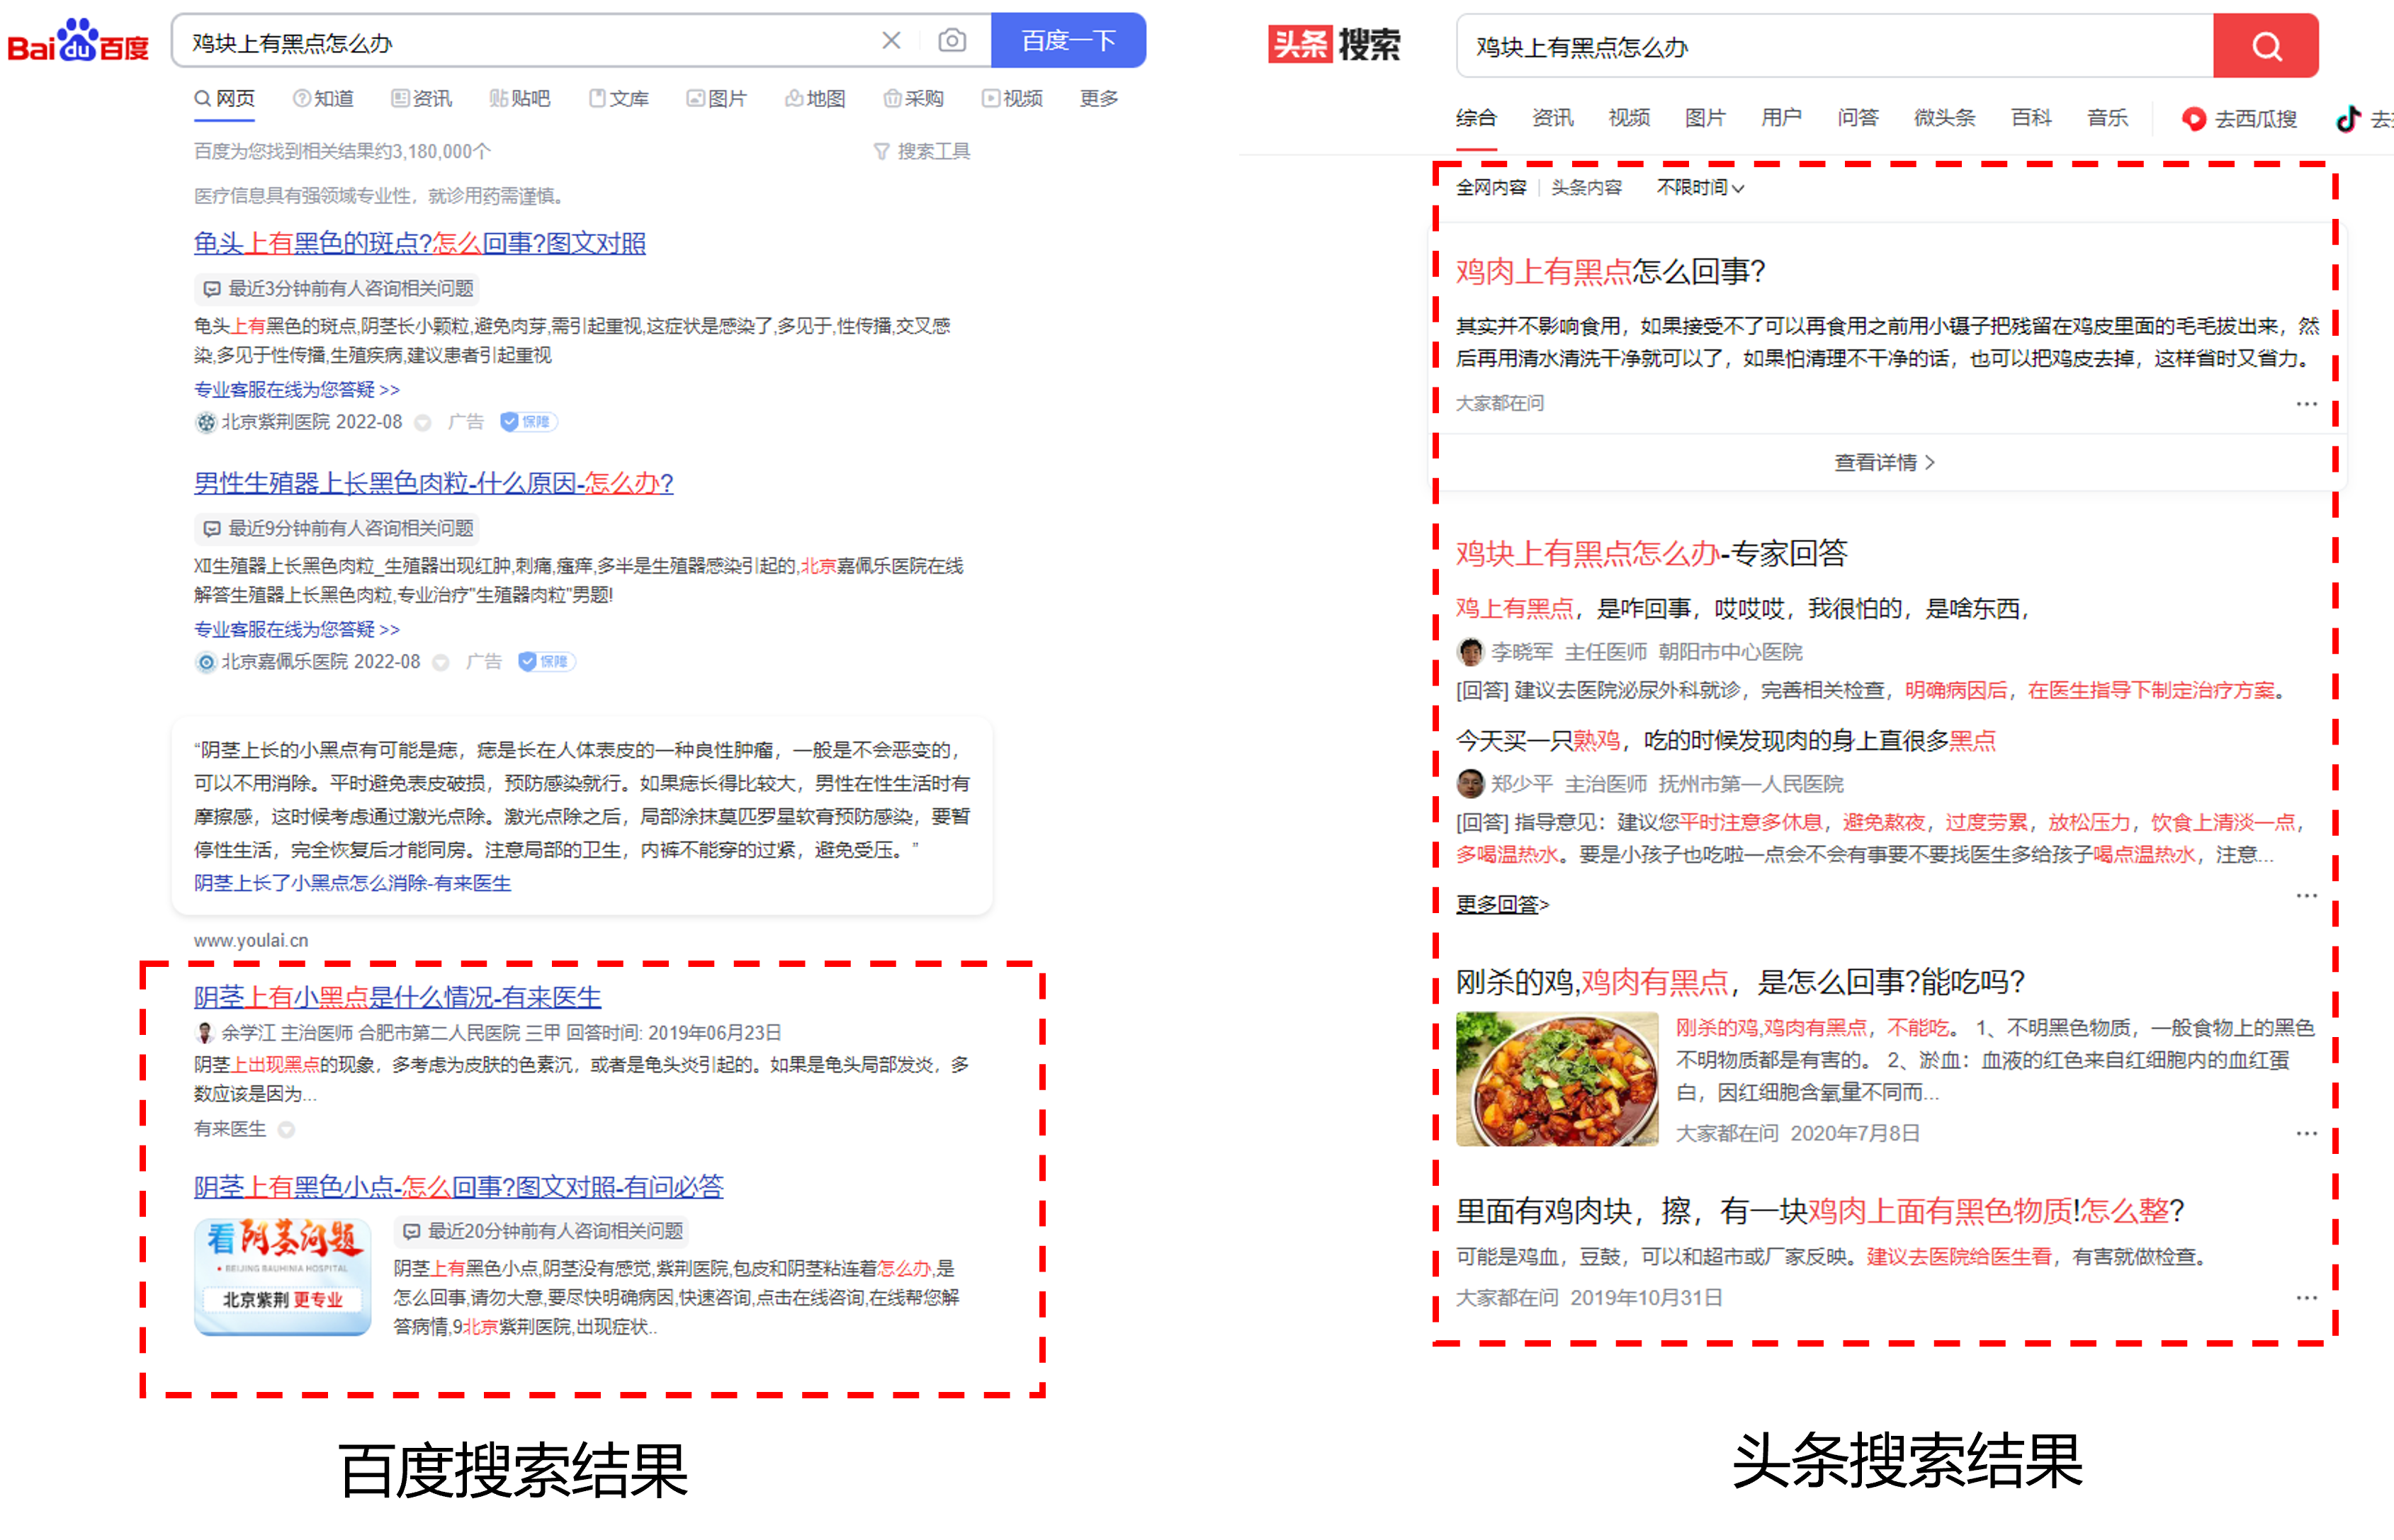 Bai du 百度
鸡块上有黑点怎么办
百度一下
网页 知道 资讯 贴吧 文库 图片 地图 采购 视频 更多
百度为您找到相关结果约3,180,000个
搜索工具
医疗信息具有强领域专业性，就诊用药需谨慎。
龟头上有黑色的斑点?怎么回事?图文对照
最近3分钟前有人咨询相关问题
龟头上有黑色的斑点,阴茎长小颗粒,避免肉芽,需引起重视,这症状是感染了,多见于,性传播,交叉感
染,多见于性传播,生殖疾病,建议患者引起重视
专业客服在线为您答疑 >>
北京紫荆医院 2022-08 广告 保障
男性生殖器上长黑色肉粒-什么原因-怎么办?
最近9分钟前有人咨询相关问题
Ⅻ生殖器上长黑色肉粒_生殖器出现红肿,刺痛,瘙痒,多半是生殖器感染引起的,北京嘉佩乐医院在线
解答生殖器上长黑色肉粒,专业治疗"生殖器肉粒"男题!
专业客服在线为您答疑 >>
北京嘉佩乐医院 2022-08 广告 保障
“阴茎上长的小黑点有可能是痣，痣是长在人体表皮的一种良性肿瘤，一般是不会恶变的，
可以不用消除。平时避免表皮破损，预防感染就行。如果痣长得比较大，男性在性生活时有
摩擦感，这时候考虑通过激光点除。激光点除之后，局部涂抹莫匹罗星软膏预防感染，要暂
停性生活，完全恢复后才能同房。注意局部的卫生，内裤不能穿的过紧，避免受压。”
阴茎上长了小黑点怎么消除-有来医生
www.youlai.cn
阴茎上有小黑点是什么情况-有来医生
余学江 主治医师 合肥市第二人民医院 三甲 回答时间: 2019年06月23日
阴茎上出现黑点的现象，多考虑为皮肤的色素沉，或者是龟头炎引起的。如果是龟头局部发炎，多
数应该是因为...
有来医生
阴茎上有黑色小点-怎么回事?图文对照-有问必答
看阴茎问题
BEIJING BAUHINIA HOSPITAL
北京紫荆 更专业
最近20分钟前有人咨询相关问题
阴茎上有黑色小点,阴茎没有感觉,紫荆医院,包皮和阴茎粘连着怎么办,是
怎么回事,请勿大意,要尽快明确病因,快速咨询,点击在线咨询,在线帮您解
答病情,9北京紫荆医院,出现症状..
百度搜索结果
头条搜索
鸡块上有黑点怎么办
综合 资讯 视频 图片 用户 问答 微头条 百科 音乐 去西瓜搜 去
全网内容 头条内容 不限时间
鸡肉上有黑点怎么回事?
其实并不影响食用，如果接受不了可以再食用之前用小镊子把残留在鸡皮里面的毛毛拔出来，然
后再用清水清洗干净就可以了，如果怕清理不干净的话，也可以把鸡皮去掉，这样省时又省力。
大家都在问
查看详情
鸡块上有黑点怎么办-专家回答
鸡上有黑点，是咋回事，哎哎哎，我很怕的，是啥东西，
李晓军 主任医师 朝阳市中心医院
[回答] 建议去医院泌尿外科就诊，完善相关检查，明确病因后，在医生指导下制定治疗方案。
今天买一只熟鸡，吃的时候发现肉的身上直很多黑点
郑少平 主治医师 抚州市第一人民医院
[回答] 指导意见：建议您平时注意多休息，避免熬夜，过度劳累，放松压力，饮食上清淡一点，
多喝温热水。要是小孩子也吃啦一点会不会有事要不要找医生多给孩子喝点温热水，注意...
更多回答>
刚杀的鸡,鸡肉有黑点，是怎么回事?能吃吗?
刚杀的鸡,鸡肉有黑点，不能吃。 1、不明黑色物质，一般食物上的黑色
不明物质都是有害的。 2、淤血：血液的红色来自红细胞内的血红蛋
白，因红细胞含氧量不同而...
大家都在问 2020年7月8日
里面有鸡肉块，擦，有一块鸡肉上面有黑色物质!怎么整?
可能是鸡血，豆鼓，可以和超市或厂家反映。建议去医院给医生看，有害就做检查。
大家都在问 2019年10月31日
头条搜索结果